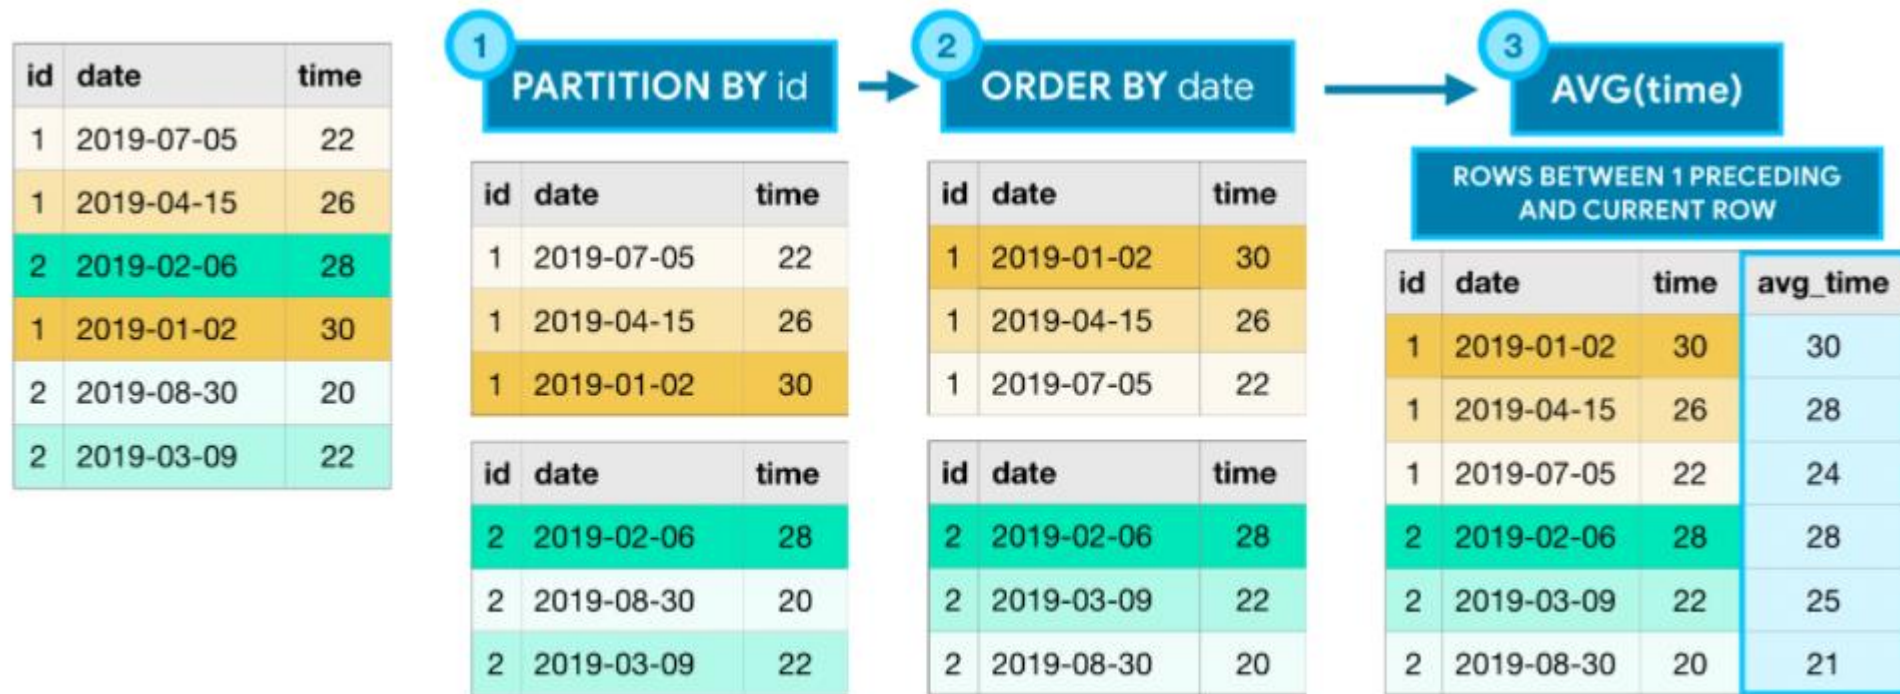 id date time
1 2019-07-05 22
1 2019-04-15 26
2 2019-02-06 28
1 2019-01-02 30
2 2019-08-30 20
2 2019-03-09 22
1
PARTITION BY id
id date time
1 2019-07-05 22
1 2019-04-15 26
1 2019-01-02 30
id date time
2 2019-02-06 28
2 2019-08-30 20
2 2019-03-09 22
2
ORDER BY date
id date time
1 2019-01-02 30
1 2019-04-15 26
1 2019-07-05 22
id date time
2 2019-02-06 28
2 2019-03-09 22
2 2019-08-30 20
3
AVG(time)
ROWS BETWEEN 1 PRECEDING
AND CURRENT ROW
id date time avg_time
1 2019-01-02 30 30
1 2019-04-15 26 28
1 2019-07-05 22 24
2 2019-02-06 28 28
2 2019-03-09 22 25
2 2019-08-30 20 21